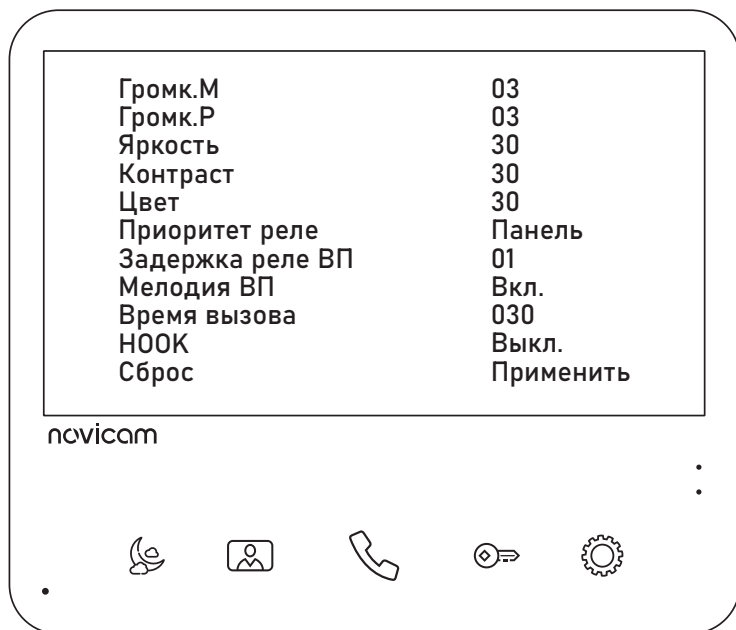 Громк.М 03
Громк.Р 03
Яркость 30
Контраст 30
Цвет 30
Приоритет реле Панель
Задержка реле ВП 01
Мелодия ВП Вкл.
Время вызова 030
HOOK Выкл.
Сброс Применить
novicam